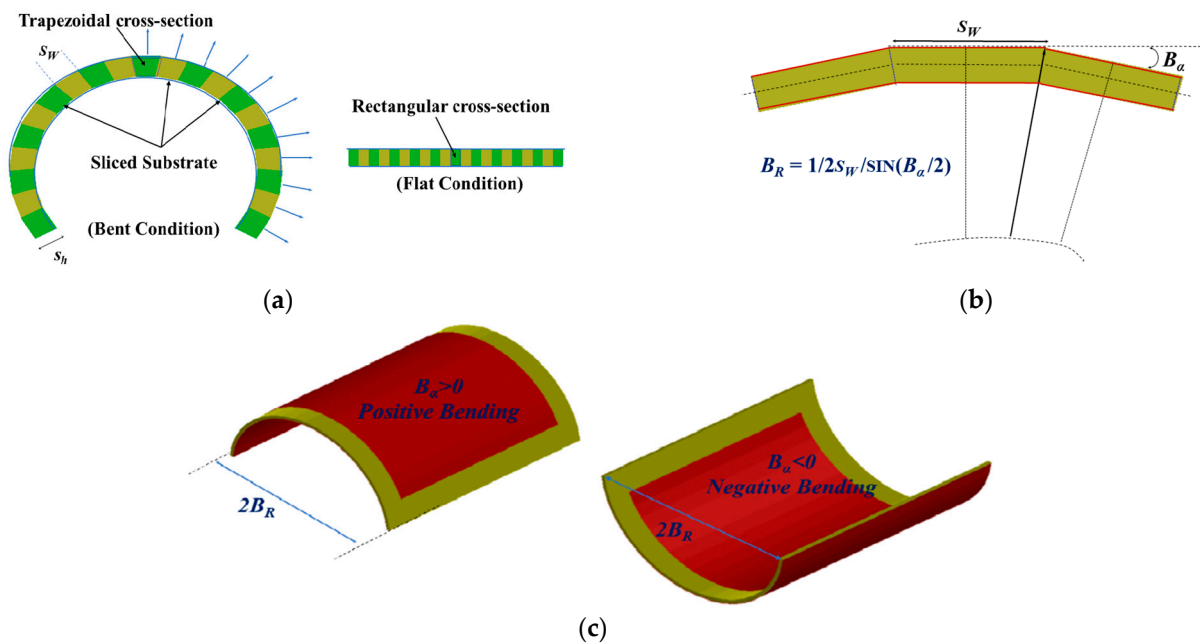 Trapezoidal cross-section
s_W
Sliced Substrate
(Bent Condition)
s_h
Rectangular cross-section
(Flat Condition)
(a)
s_W
B_α
B_R = 1/2s_W/SIN(B_α/2)
(b)
B_α>0
Positive Bending
2B_R
B_α<0
Negative Bending
2B_R
(c)